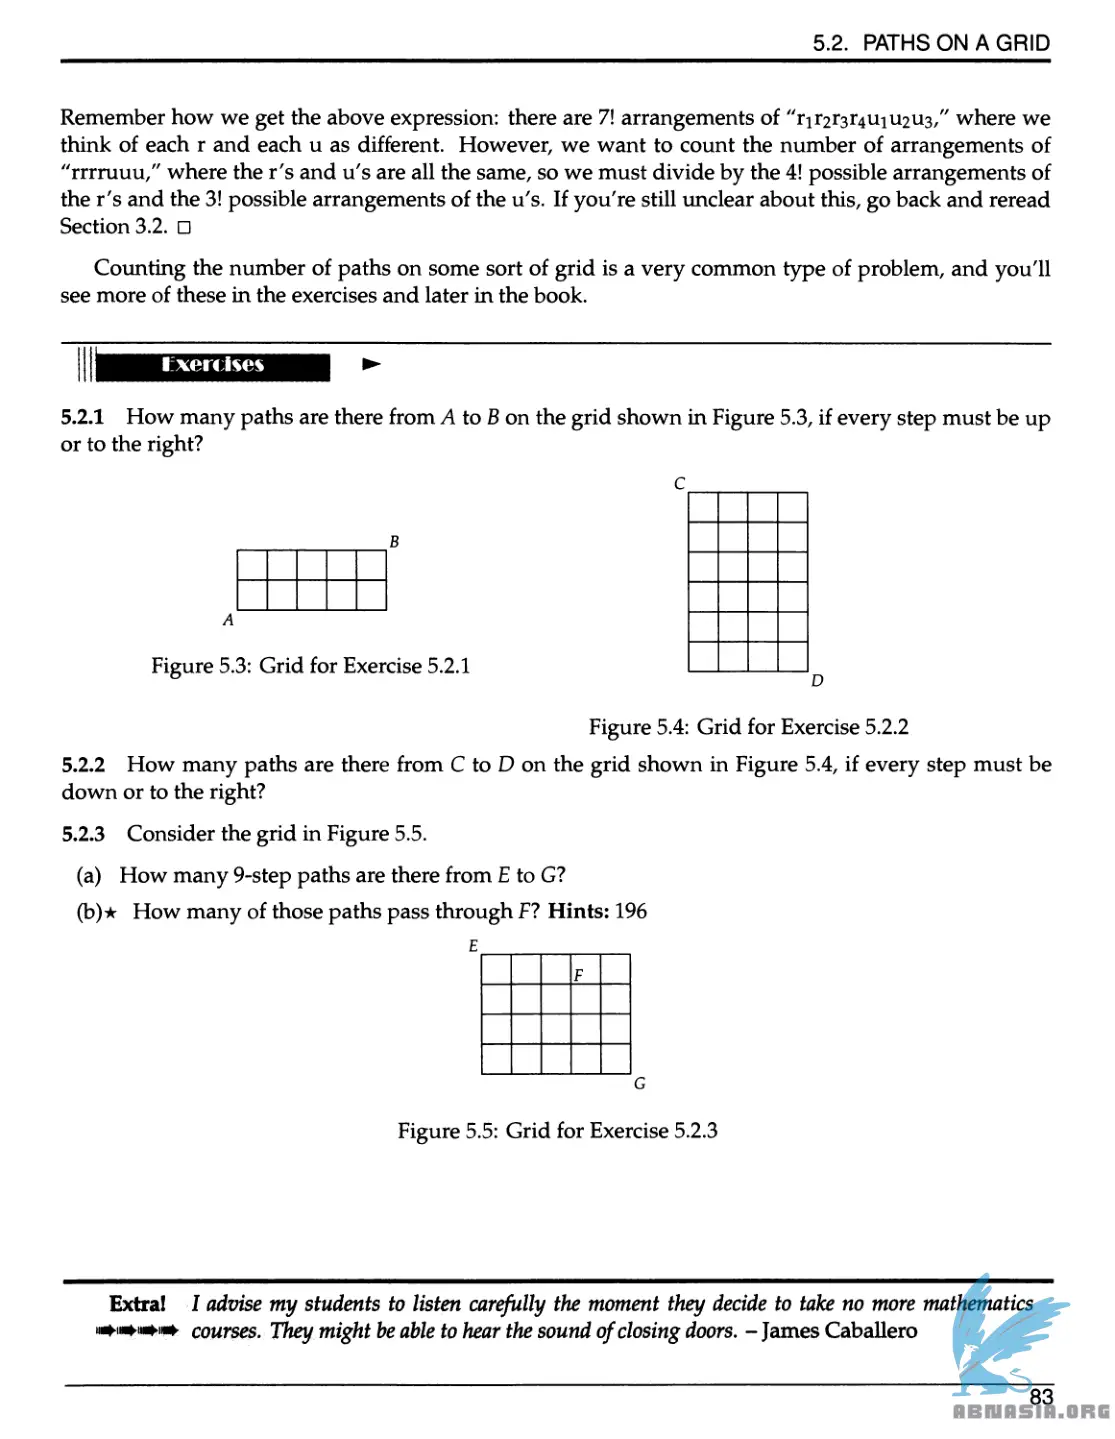 5.2. PATHS ON A GRID
Remember how we get the above expression: there are 7! arrangements of "r₁r₂r₃r₄u₁u₂u₃," where we
think of each r and each u as different. However, we want to count the number of arrangements of
"rrrruuu," where the r's and u's are all the same, so we must divide by the 4! possible arrangements of
the r's and the 3! possible arrangements of the u's. If you're still unclear about this, go back and reread
Section 3.2. □
Counting the number of paths on some sort of grid is a very common type of problem, and you'll
see more of these in the exercises and later in the book.
Exercises
5.2.1 How many paths are there from A to B on the grid shown in Figure 5.3, if every step must be up
or to the right?
B
A
Figure 5.3: Grid for Exercise 5.2.1
C
D
Figure 5.4: Grid for Exercise 5.2.2
5.2.2 How many paths are there from C to D on the grid shown in Figure 5.4, if every step must be
down or to the right?
5.2.3 Consider the grid in Figure 5.5.
(a) How many 9-step paths are there from E to G?
(b)★ How many of those paths pass through F? Hints: 196
E
F
G
Figure 5.5: Grid for Exercise 5.2.3
Extra! I advise my students to listen carefully the moment they decide to take no more mathematics
courses. They might be able to hear the sound of closing doors. – James Caballero
83
ABNASIA.ORG